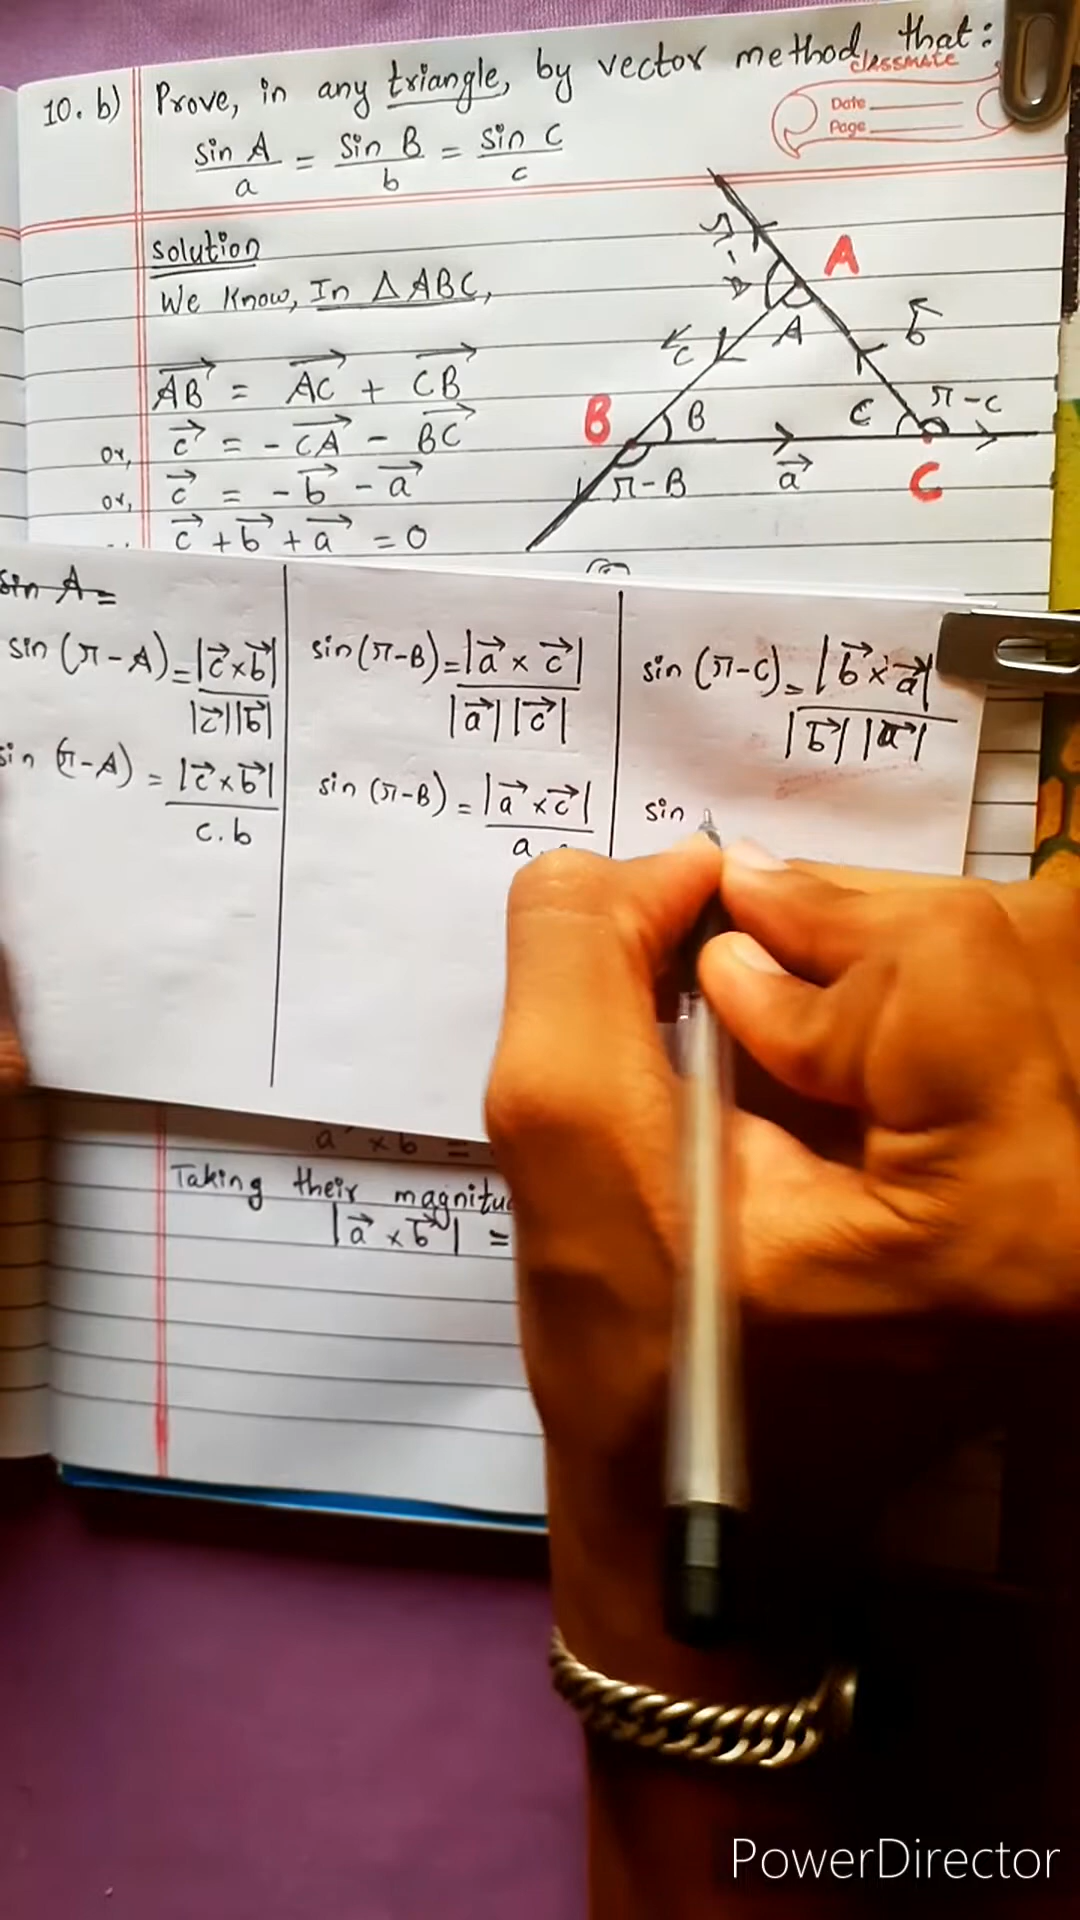 10. b) Prove, in any triangle, by vector method, that:
classmate
Date
Page
sin A / a = sin B / b = sin C / c
solution
We know, In △ABC,
A
π-A
A
b⃗
c⃗
B
B
C
π-C
a⃗
π-B
C
AB⃗ = AC⃗ + CB⃗
or, c⃗ = -CA⃗ - BC⃗
or, c⃗ = -b⃗ - a⃗
c⃗ + b⃗ + a⃗ = 0
sin A =
sin (π-A) = |c⃗ × b⃗| / |c⃗||b⃗|
sin (π-A) = |c⃗ × b⃗| / c.b
sin (π-B) = |a⃗ × c⃗| / |a⃗||c⃗|
sin (π-B) = |a⃗ × c⃗| / a.
sin (π-C) = |b⃗ × a⃗| / |b⃗||a⃗|
sin
a × b =
Taking their magnitu
|a⃗ × b⃗| =
PowerDirector